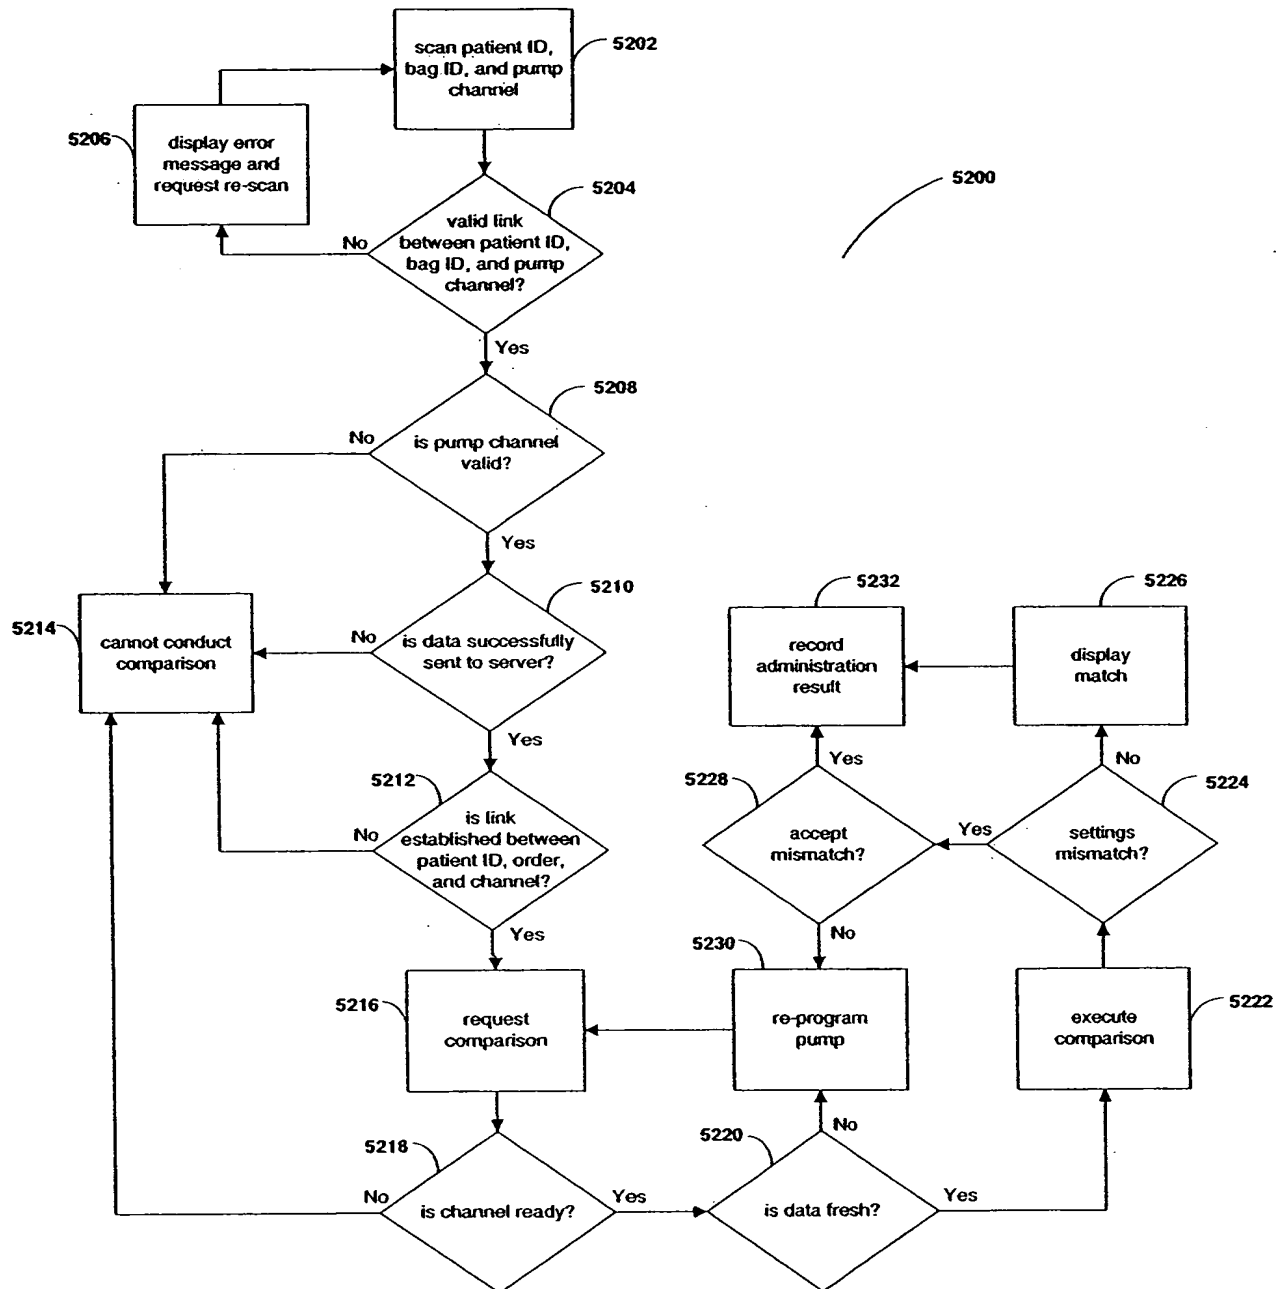 scan patient ID,
bag ID, and pump
channel
5202
5206
display error
message and
request re-scan
5204
5200
valid link
between patient ID,
bag ID, and pump
channel?
No
Yes
5208
No
is pump channel
valid?
Yes
5210
5232
5226
5214
cannot conduct
comparison
No
is data successfully
sent to server?
record
administration
result
display
match
Yes
5212
5228
Yes
No
5224
No
is link
established between
patient ID, order,
and channel?
accept
mismatch?
Yes
settings
mismatch?
Yes
No
5230
5216
request
comparison
re-program
pump
execute
comparison
5222
5218
5220
No
No
is channel ready?
Yes
is data fresh?
Yes